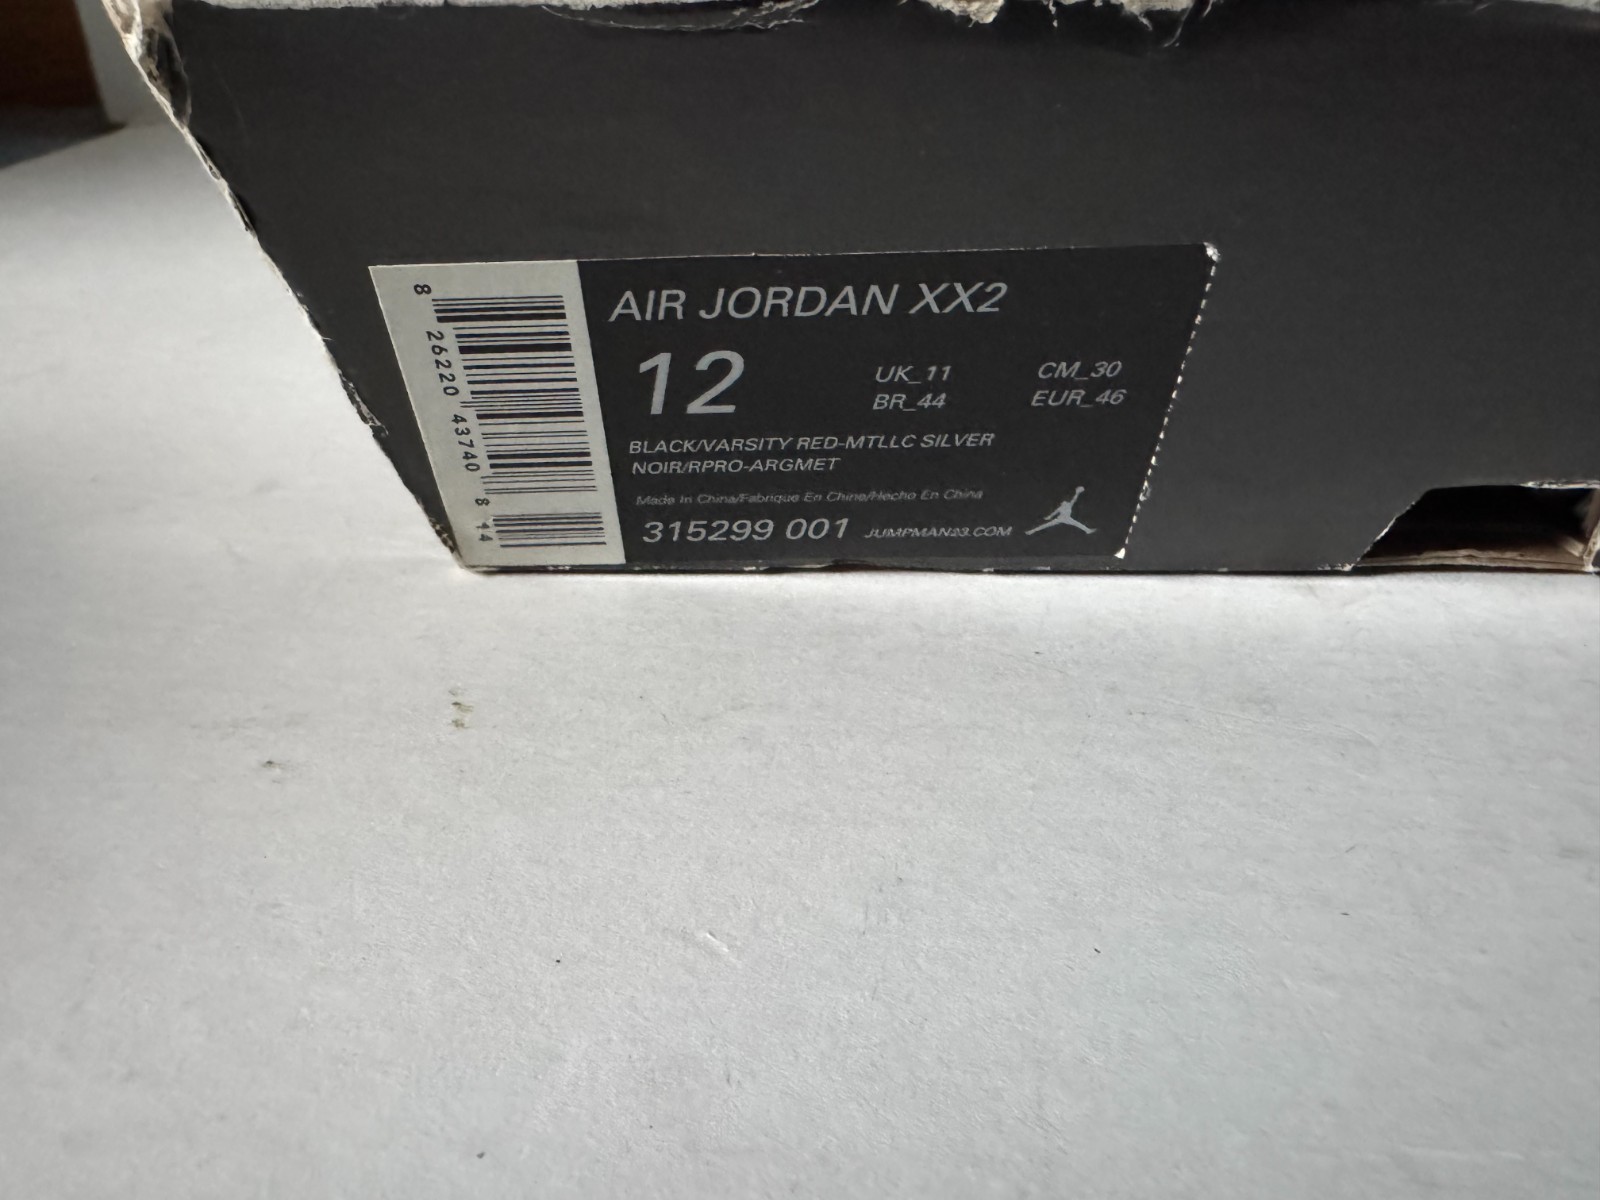 AIR JORDAN XX2
12
UK_11 CM_30
BR_44 EUR_46
BLACK/VARSITY RED-MTLLC SILVER
NOIR/RPRO-ARGMET
Made In China/Fabrique En Chine/Hecho En China
315299 001 JUMPMAN23.COM
8 26220 43740 8 14